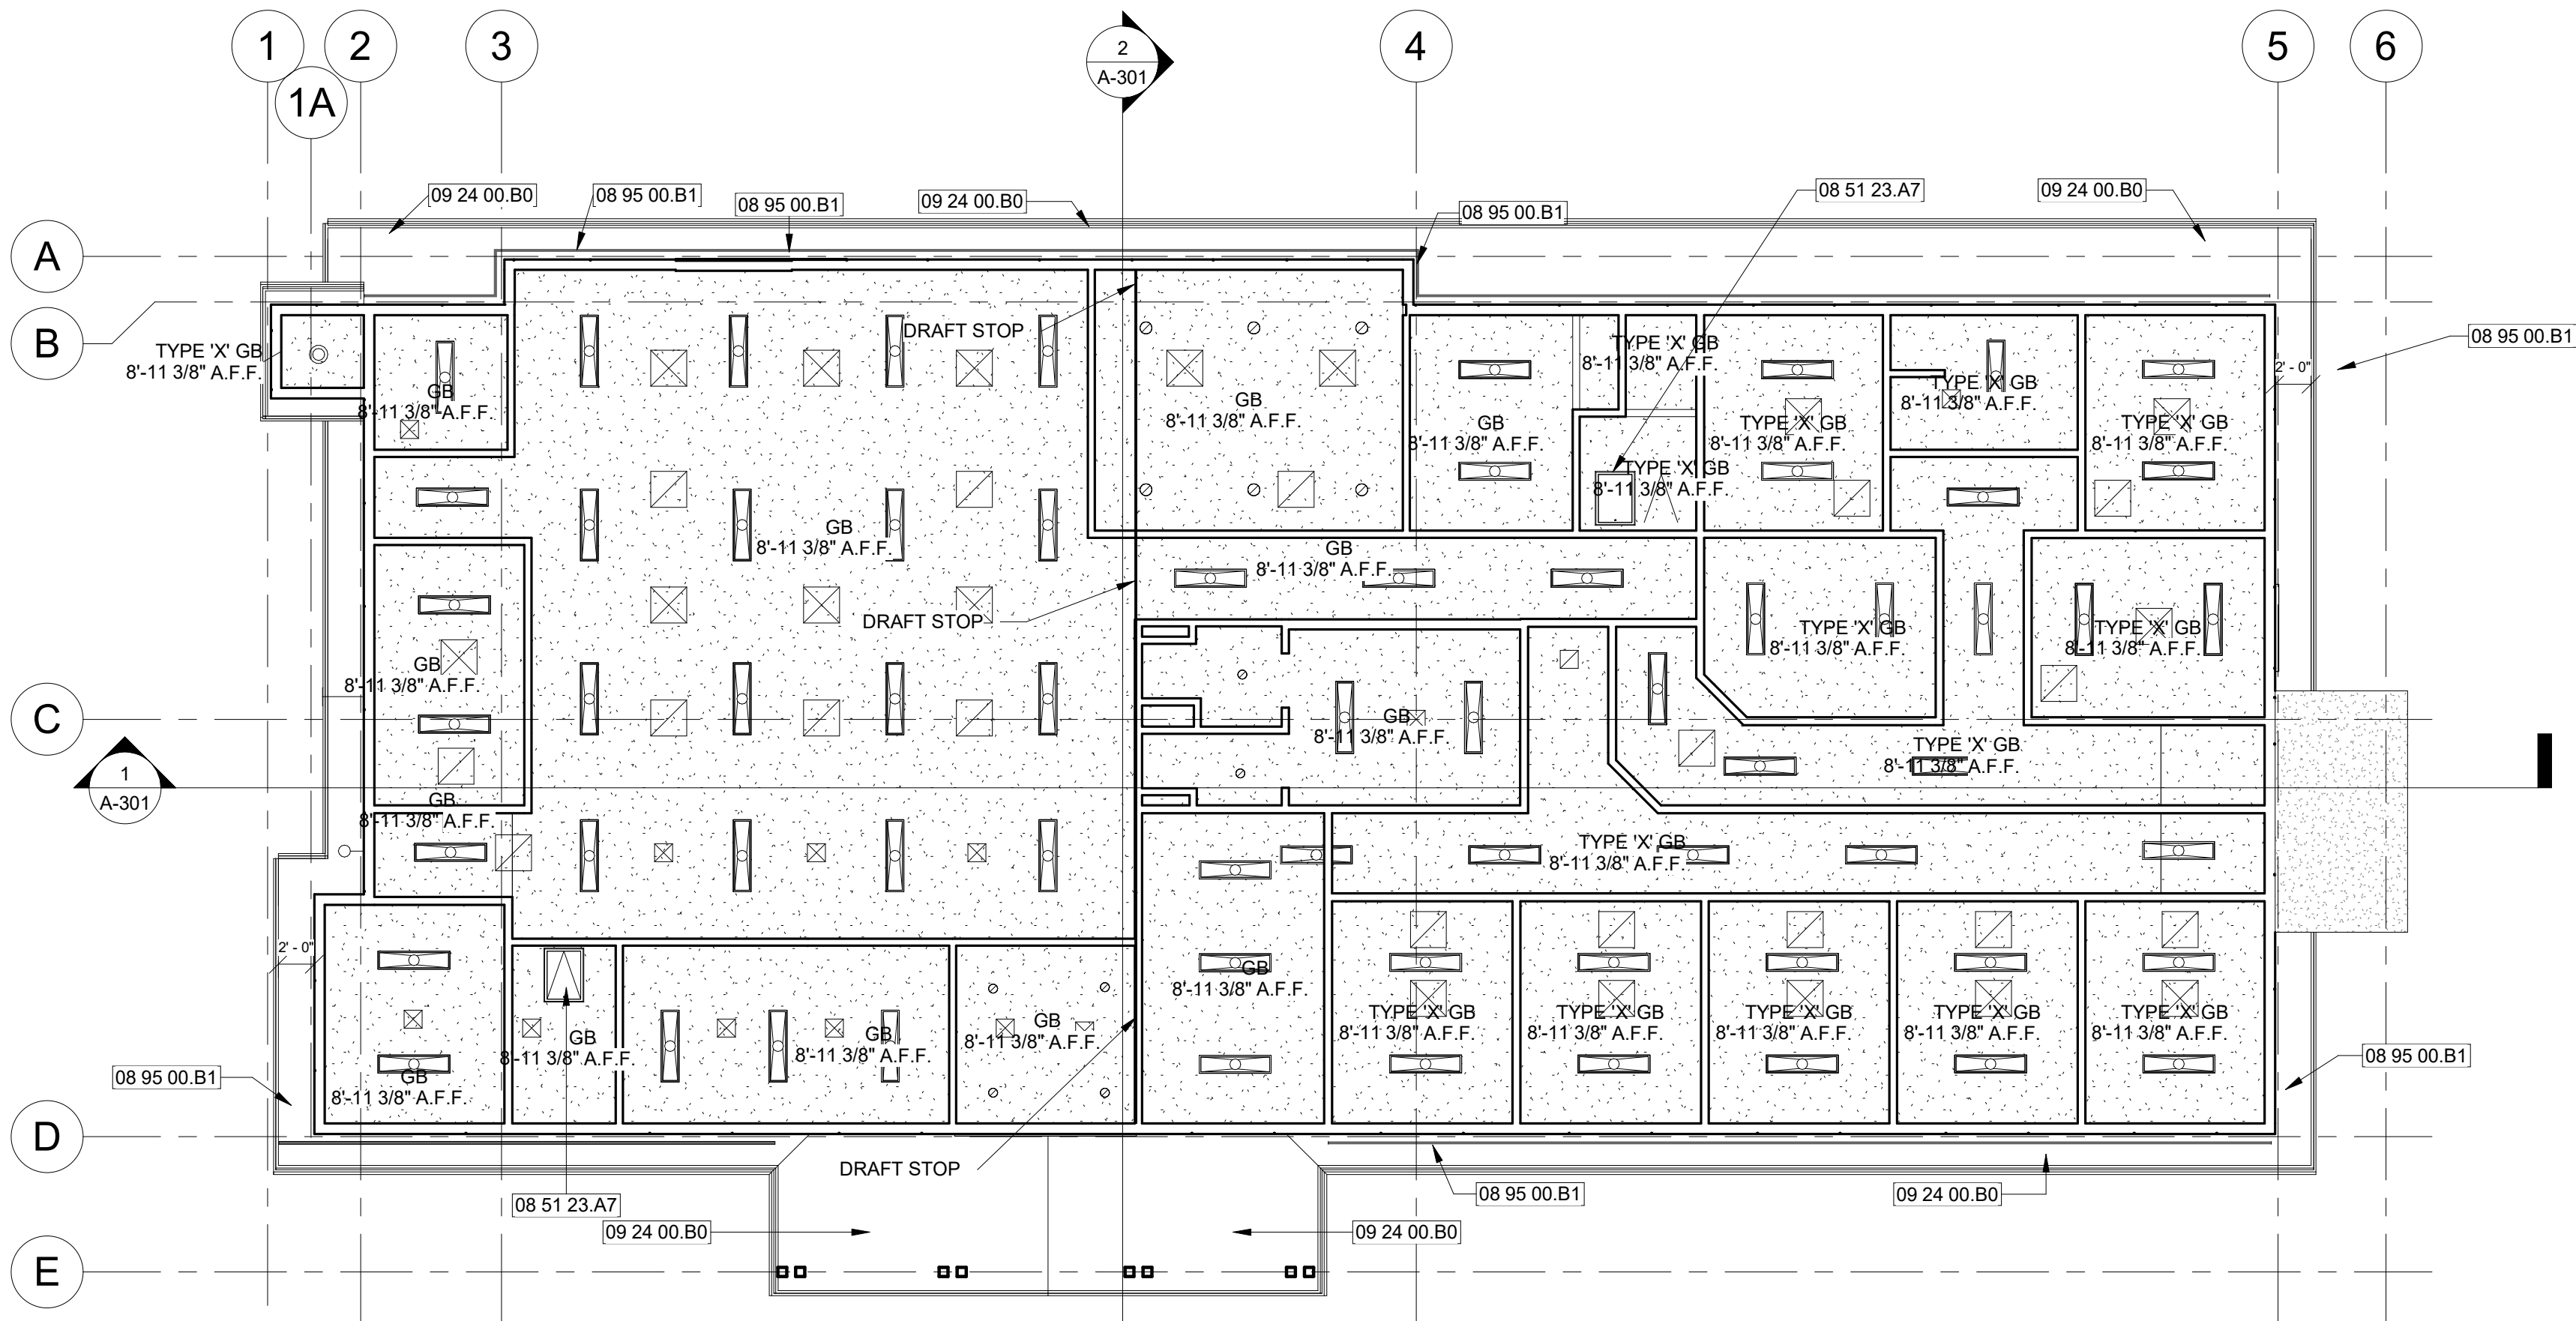 1
2
3
2
4
5
6
1A
A-301
09 24 00.B0
08 95 00.B1
08 95 00.B1
09 24 00.B0
08 95 00.B1
08 51 23.A7
09 24 00.B0
A
B
DRAFT STOP
08 95 00.B1
TYPE 'X' GB
8'-11 3/8" A.F.F.
TYPE 'X' GB
8'-11 3/8" A.F.F.
2' - 0"
GB
8'-11 3/8" A.F.F.
GB
8'-11 3/8" A.F.F.
GB
8'-11 3/8" A.F.F.
TYPE 'X' GB
8'-11 3/8" A.F.F.
TYPE 'X' GB
8'-11 3/8" A.F.F.
TYPE 'X' GB
8'-11 3/8" A.F.F.
TYPE 'X' GB
8'-11 3/8" A.F.F.
GB
8'-11 3/8" A.F.F.
GB
8'-11 3/8" A.F.F.
DRAFT STOP
GB
8'-11 3/8" A.F.F.
TYPE 'X' GB
8'-11 3/8" A.F.F.
TYPE 'X' GB
8'-11 3/8" A.F.F.
C
GB
8'-11 3/8" A.F.F.
TYPE 'X' GB
8'-11 3/8" A.F.F.
1
A-301
GB
8'-11 3/8" A.F.F.
TYPE 'X' GB
8'-11 3/8" A.F.F.
2' - 0"
GB
8'-11 3/8" A.F.F.
GB
8'-11 3/8" A.F.F.
GB
8'-11 3/8" A.F.F.
GB
8'-11 3/8" A.F.F.
GB
8'-11 3/8" A.F.F.
TYPE 'X' GB
8'-11 3/8" A.F.F.
TYPE 'X' GB
8'-11 3/8" A.F.F.
TYPE 'X' GB
8'-11 3/8" A.F.F.
TYPE 'X' GB
8'-11 3/8" A.F.F.
TYPE 'X' GB
8'-11 3/8" A.F.F.
08 95 00.B1
08 95 00.B1
D
DRAFT STOP
08 51 23.A7
08 95 00.B1
09 24 00.B0
09 24 00.B0
09 24 00.B0
E